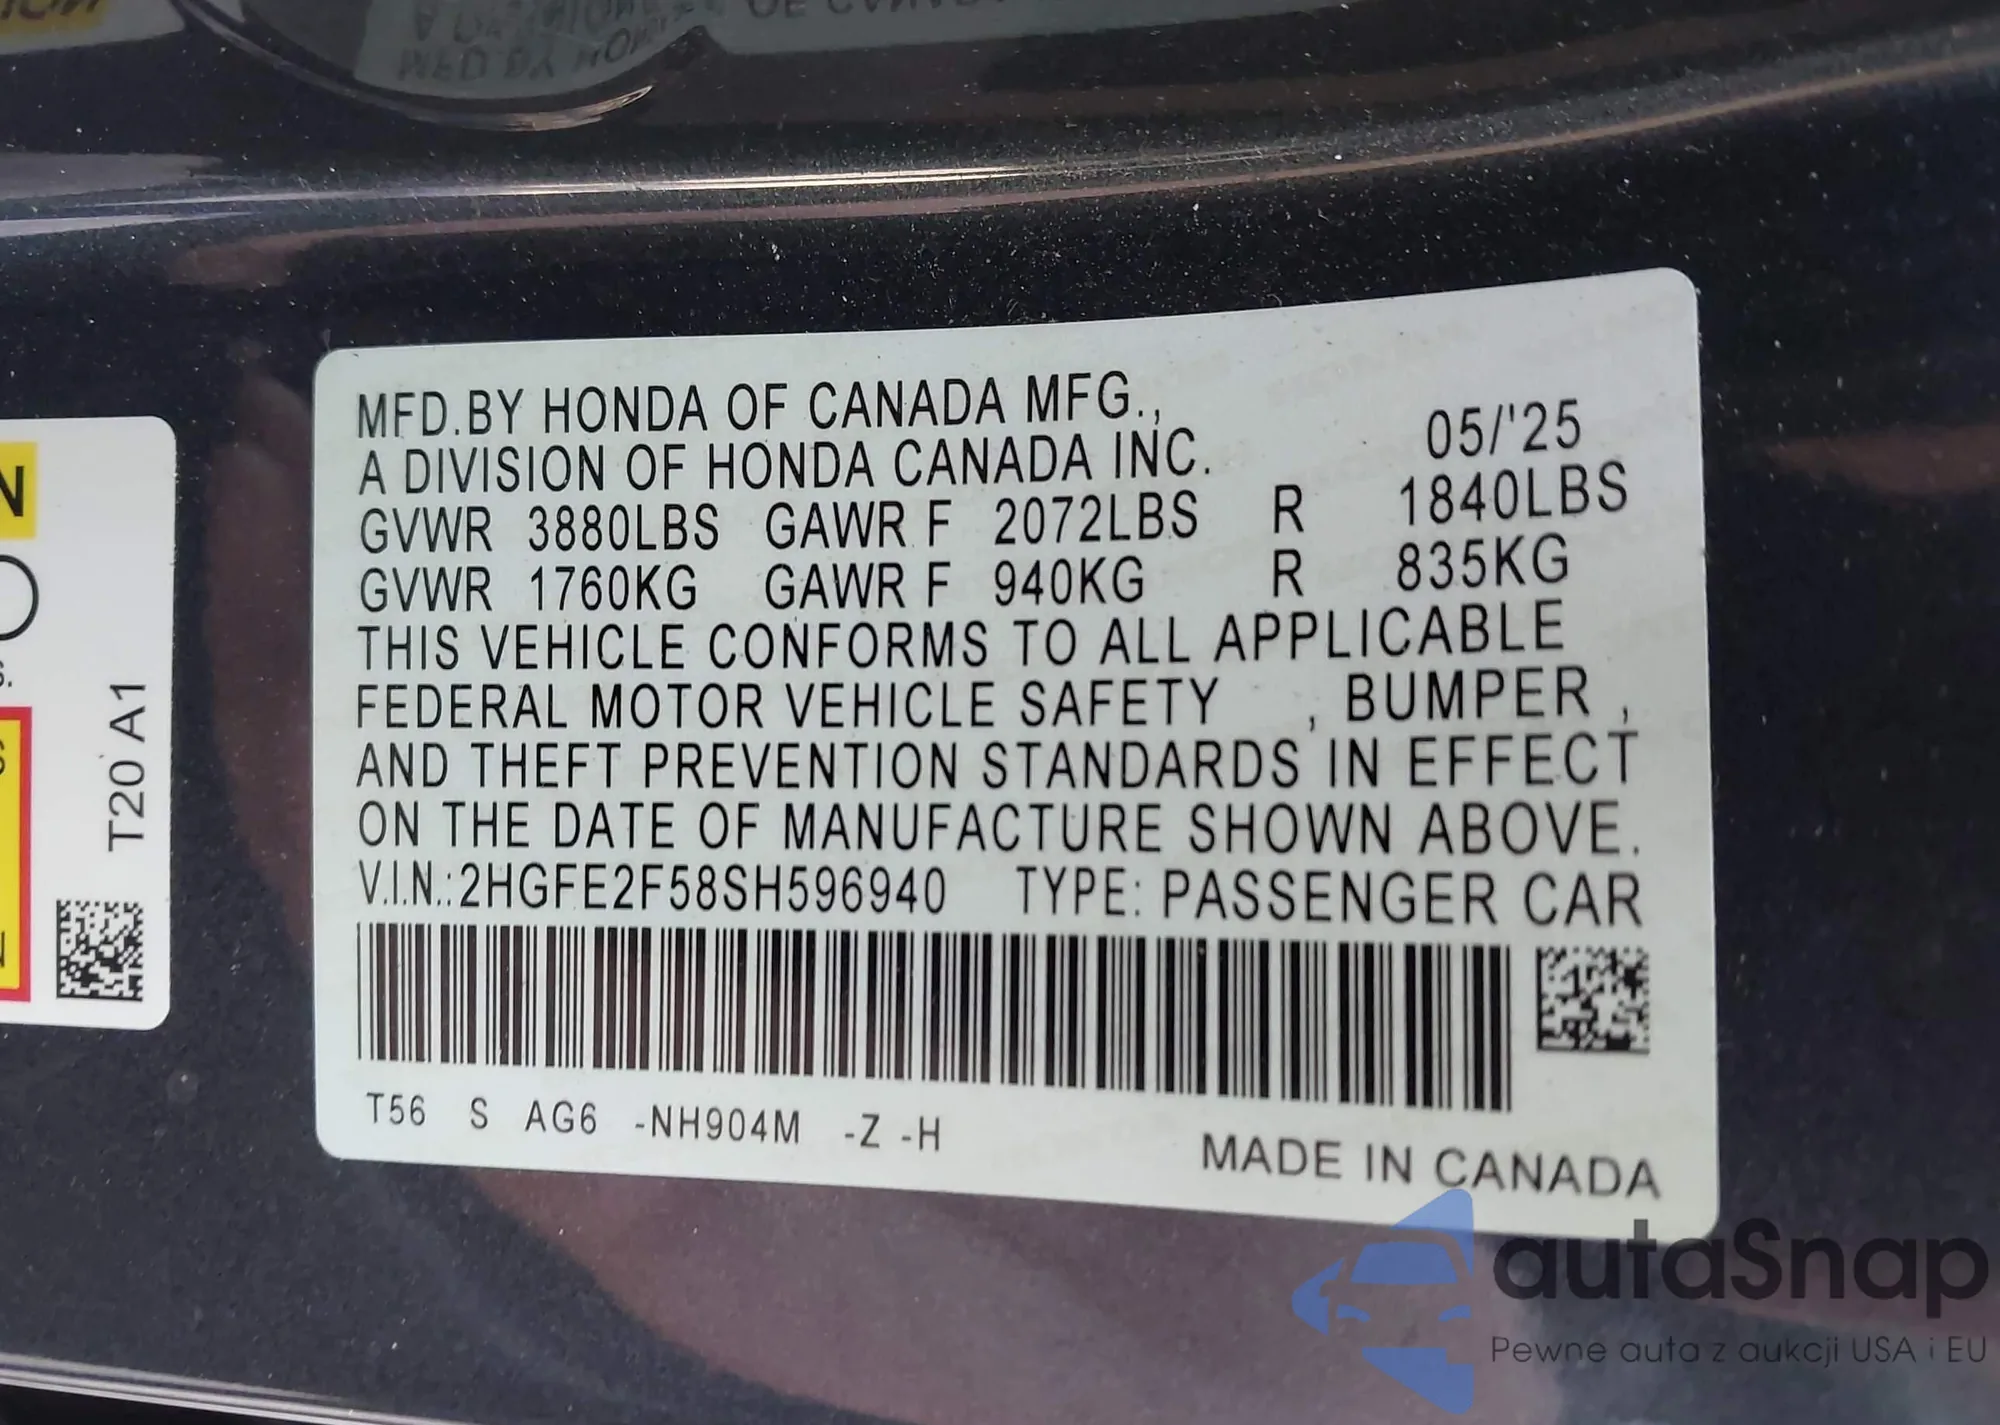 MFD.BY HONDA OF CANADA MFG.,
A DIVISION OF HONDA CANADA INC.
05/'25
GVWR 3880LBS GAWR F 2072LBS R 1840LBS
GVWR 1760KG GAWR F 940KG R 835KG
THIS VEHICLE CONFORMS TO ALL APPLICABLE
FEDERAL MOTOR VEHICLE SAFETY , BUMPER ,
AND THEFT PREVENTION STANDARDS IN EFFECT
ON THE DATE OF MANUFACTURE SHOWN ABOVE.
V.I.N.:2HGFE2F58SH596940 TYPE: PASSENGER CAR
T56 S AG6 -NH904M -Z -H
MADE IN CANADA
T20 A1
autaSnap
Pewne auta z aukcji USA i EU